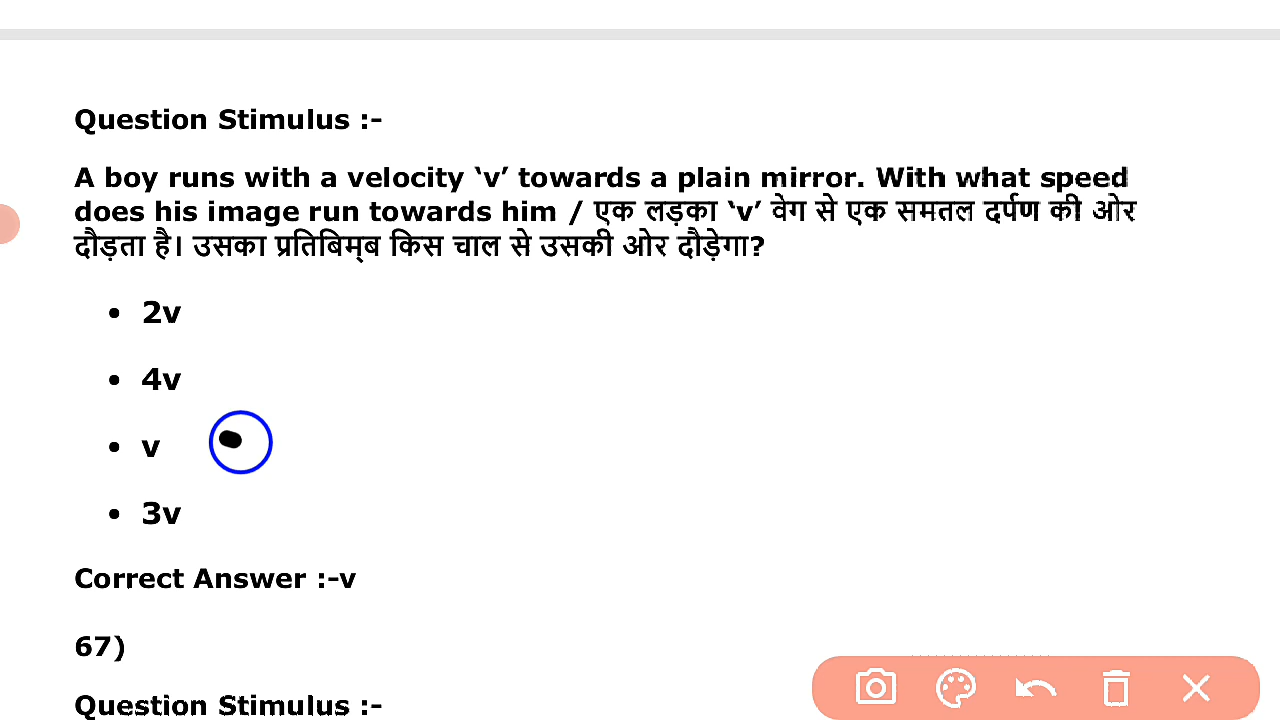 Question Stimulus :-
A boy runs with a velocity ‘v’ towards a plain mirror. With what speed
does his image run towards him / एक लड़का ‘v’ वेग से एक समतल दर्पण की ओर
दौड़ता है। उसका प्रतिबिम्ब किस चाल से उसकी ओर दौड़ेगा?
• 2v
• 4v
• v
• 3v
Correct Answer :-v
67)
Question Stimulus :-